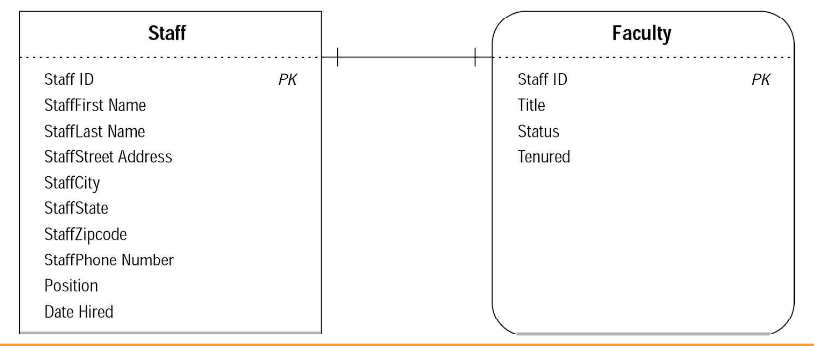 Staff
Staff ID PK
StaffFirst Name
StaffLast Name
StaffStreet Address
StaffCity
StaffState
StaffZipcode
StaffPhone Number
Position
Date Hired
Faculty
Staff ID PK
Title
Status
Tenured